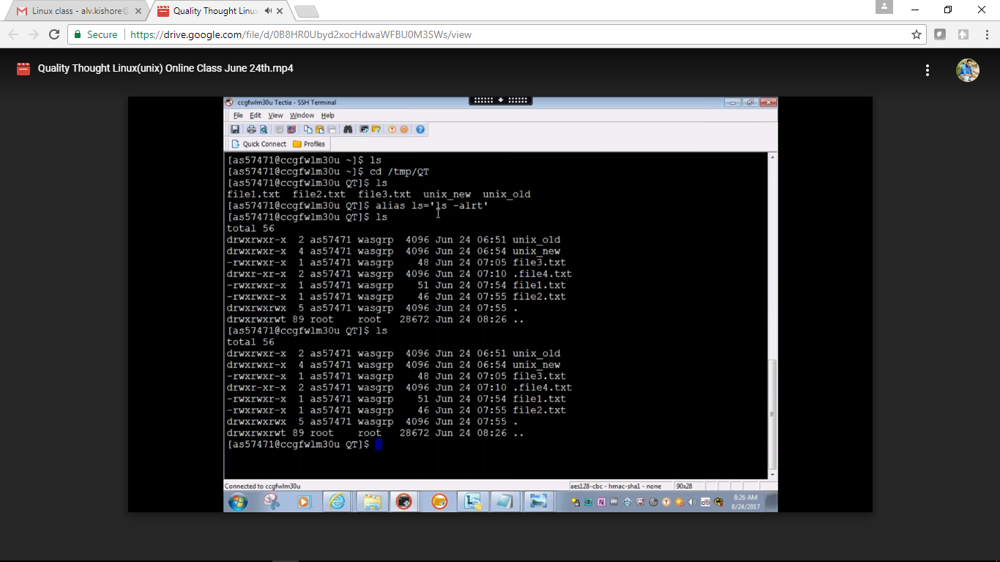 Linux class - alv.kishore@
Quality Thought Linux
Secure
https://drive.google.com/file/d/0B8HR0Ubyd2xocHdwaWFBU0M3SWs/view
Quality Thought Linux(unix) Online Class June 24th.mp4
ccgfwlm30u Tectia - SSH Terminal
File Edit View Window Help
Quick Connect Profiles
[as57471@ccgfwlm30u ~]$ ls
[as57471@ccgfwlm30u ~]$ cd /tmp/QT
[as57471@ccgfwlm30u QT]$ ls
file1.txt file2.txt file3.txt unix_new unix_old
[as57471@ccgfwlm30u QT]$ alias ls='ls -alrt'
[as57471@ccgfwlm30u QT]$ ls
total 56
drwxrwxr-x 2 as57471 wasgrp 4096 Jun 24 06:51 unix_old
drwxrwxr-x 4 as57471 wasgrp 4096 Jun 24 06:54 unix_new
-rwxrwxr-x 1 as57471 wasgrp 48 Jun 24 07:05 file3.txt
drwxr-xr-x 2 as57471 wasgrp 4096 Jun 24 07:10 .file4.txt
-rwxrwxr-x 1 as57471 wasgrp 51 Jun 24 07:54 file1.txt
-rwxrwxr-x 1 as57471 wasgrp 46 Jun 24 07:55 file2.txt
drwxrwxrwx 5 as57471 wasgrp 4096 Jun 24 07:55 .
drwxrwxrwt 89 root root 28672 Jun 24 08:26 ..
[as57471@ccgfwlm30u QT]$ ls
total 56
drwxrwxr-x 2 as57471 wasgrp 4096 Jun 24 06:51 unix_old
drwxrwxr-x 4 as57471 wasgrp 4096 Jun 24 06:54 unix_new
-rwxrwxr-x 1 as57471 wasgrp 48 Jun 24 07:05 file3.txt
drwxr-xr-x 2 as57471 wasgrp 4096 Jun 24 07:10 .file4.txt
-rwxrwxr-x 1 as57471 wasgrp 51 Jun 24 07:54 file1.txt
-rwxrwxr-x 1 as57471 wasgrp 46 Jun 24 07:55 file2.txt
drwxrwxrwx 5 as57471 wasgrp 4096 Jun 24 07:55 .
drwxrwxrwt 89 root root 28672 Jun 24 08:26 ..
[as57471@ccgfwlm30u QT]$
Connected to ccgfwlm30u aes128-cbc - hmac-sha1 - none 90x28
8:26 AM
6/24/2017